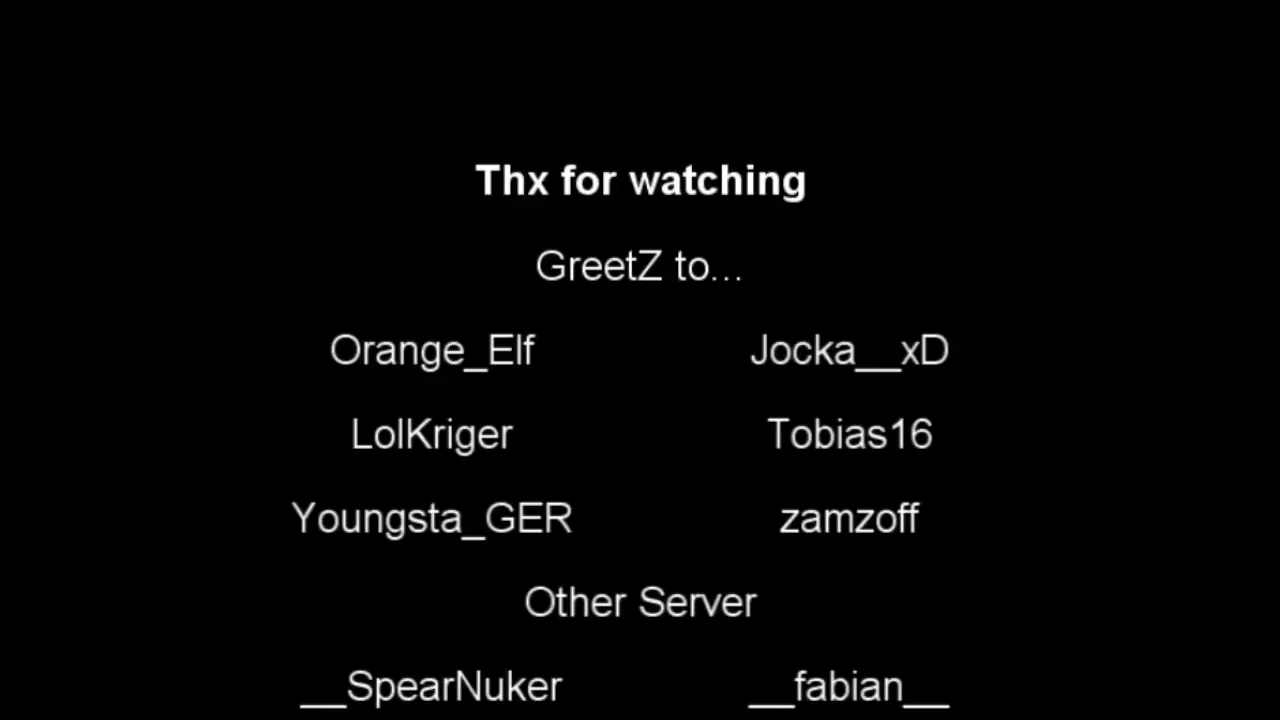 Thx for watching
GreetZ to...
Orange_Elf Jocka__xD
LolKriger Tobias16
Youngsta_GER zamzoff
Other Server
__SpearNuker __fabian__